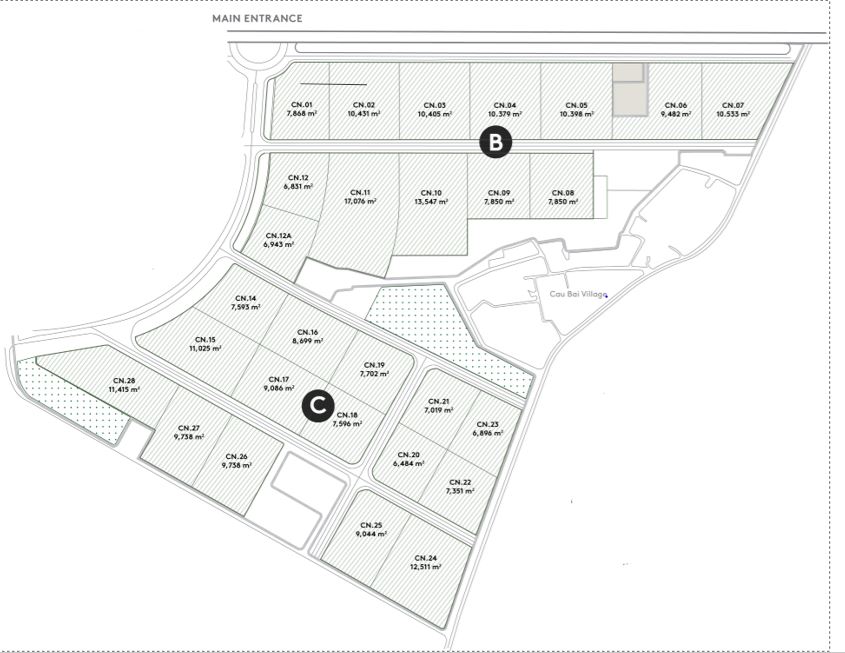 MAIN ENTRANCE
CN.01
7,868 m²
CN.02
10,431 m²
CN.03
10,405 m²
CN.04
10.379 m²
CN.05
10.398 m²
CN.06
9,482 m²
CN.07
10.533 m²
B
CN.12
6,831 m²
CN.11
17,076 m²
CN.10
13,547 m²
CN.09
7,850 m²
CN.08
7,850 m²
CN.12A
6,943 m²
Cau Bai Village
CN.14
7,593 m²
CN.15
11,025 m²
CN.16
8,699 m²
CN.19
7,702 m²
CN.17
9,086 m²
C
CN.18
7,596 m²
CN.28
11,415 m²
CN.27
9,738 m²
CN.26
9,738 m²
CN.21
7,019 m²
CN.23
6,896 m²
CN.20
6,484 m²
CN.22
7,351 m²
CN.25
9,044 m²
CN.24
12,511 m²